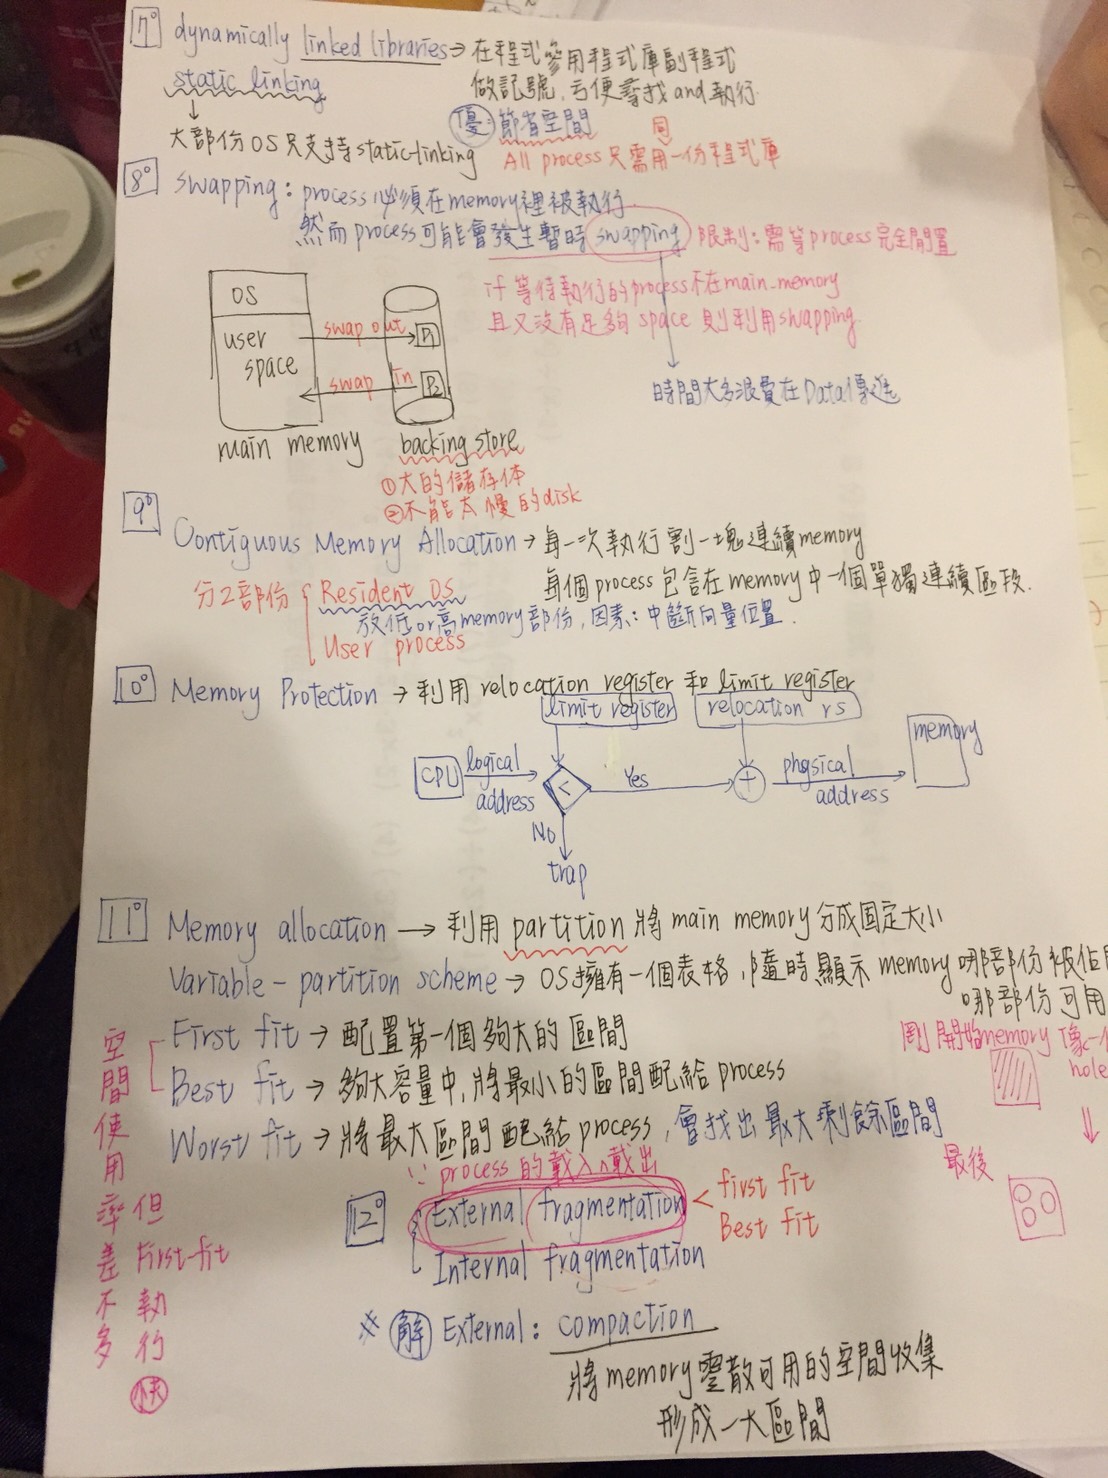 7° dynamically linked libraries → 在程式參用程式庫副程式
static linking 做記號, 方便尋找 and 執行.
↓ 優: 節省空間 同
大部份 OS 只支持 static-linking All process 只需用一份程式庫
8° swapping: process 必須在 memory 裡被執行.
然而 process 可能會發生暫時 swapping 限制: 需等 process 完全閒置
if 等待執行的 process 不在 main-memory
且又沒有足夠 space 則利用 swapping.
OS
user space
swap out P1
swap in P2
時間大多浪費在 Data 傳送
main memory backing store
①大的儲存体
②不能太慢的 disk
9° Contiguous Memory Allocation → 每一次執行割一塊連續 memory
每個 process 包含在 memory 中一個單獨連續區段.
分2部份 Resident OS
放低 or 高 memory 部份, 因素: 中斷向量位置.
User process
10° Memory Protection → 利用 relocation register 和 limit register
limit register relocation rs memory
CPU logical address < Yes + physical address
No
trap
11° Memory allocation → 利用 partition 將 main memory 分成固定大小
Variable-partition scheme → OS 擁有一個表格, 隨時顯示 memory 哪部份被佔
哪部份可用
First fit → 配置第一個夠大的區間
剛開始 memory 像一
hole
Best fit → 夠大容量中, 將最小的區間配給 process
Worst fit → 將最大區間配給 process, 會找出最大剩餘區間
最後
空間使用率差不多
但 First-fit 執行快
∵ process 的載入、載出
12° External fragmentation < first fit
Best fit
Internal fragmentation
※ 解 External: compaction
將 memory 零散可用的空間收集
形成一大區間